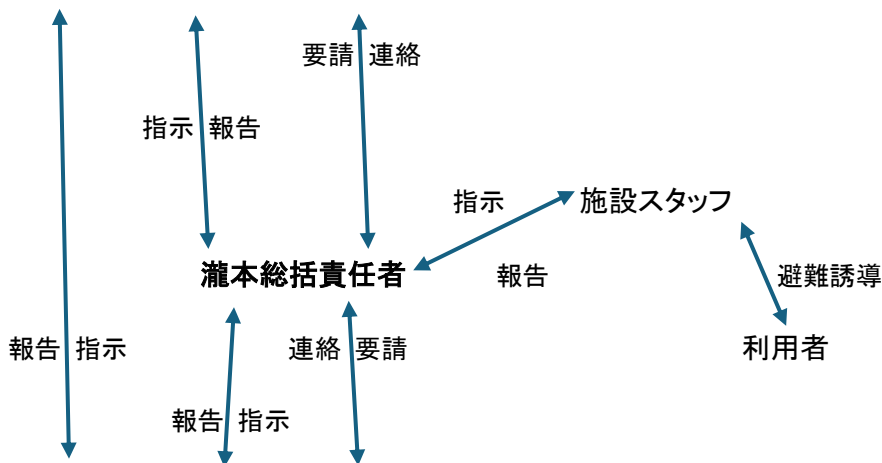 要請 連絡
指示 報告
指示
施設スタッフ
瀧本総括責任者
報告
避難誘導
報告 指示
連絡 要請
利用者
報告 指示